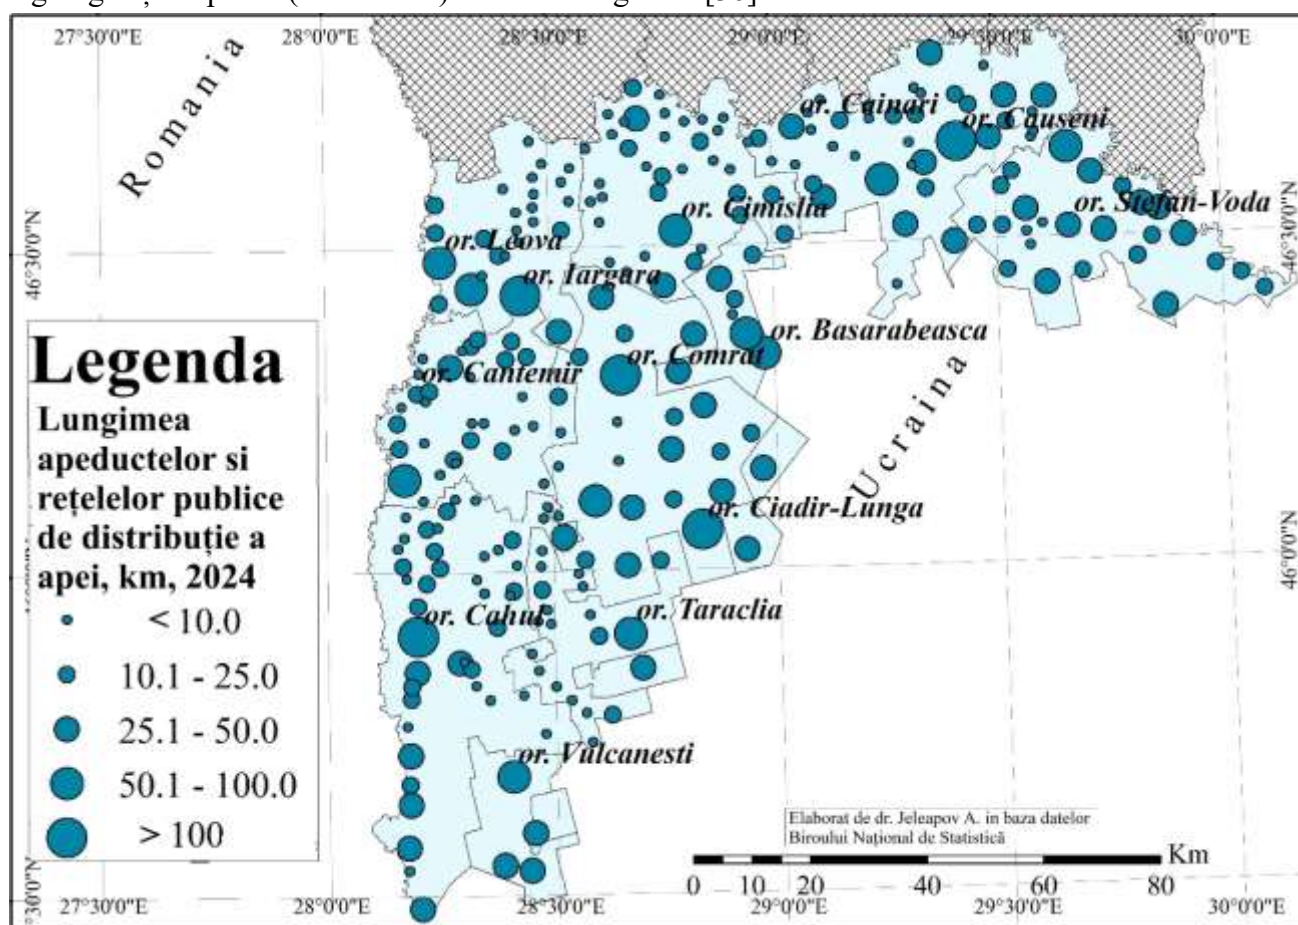 27°30'0"E
28°0'0"E
28°30'0"E
29°0'0"E
29°30'0"E
30°0'0"E
Romania
or. Cainari
or. Causeni
or. Stefan-Voda
or. Cimislia
or. Leova
or. Iargara
46°30'0"N
46°30'0"N
or. Basarabeasca
or. Comrat
or. Cantemir
Ucraina
or. Ciadir-Lunga
46°0'0"N
or. Taraclia
or. Cahul
or. Vulcanesti
Legenda
Lungimea
apeductelor si
rețelelor publice
de distribuție a
apei, km, 2024
< 10.0
10.1 - 25.0
25.1 - 50.0
50.1 - 100.0
> 100
Elaborat de dr. Jeleapov A. in baza datelor
Biroului Național de Statistică
Km
0 10 20 40 60 80
27°30'0"E
28°0'0"E
28°30'0"E
29°0'0"E
29°30'0"E
30°0'0"E